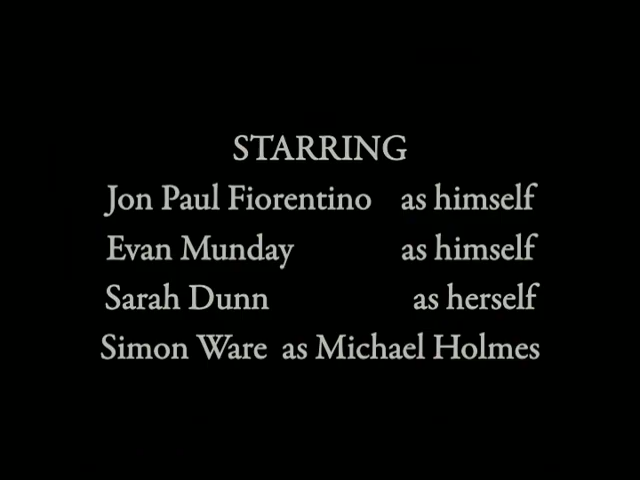 STARRING
Jon Paul Fiorentino as himself
Evan Munday as himself
Sarah Dunn as herself
Simon Ware as Michael Holmes